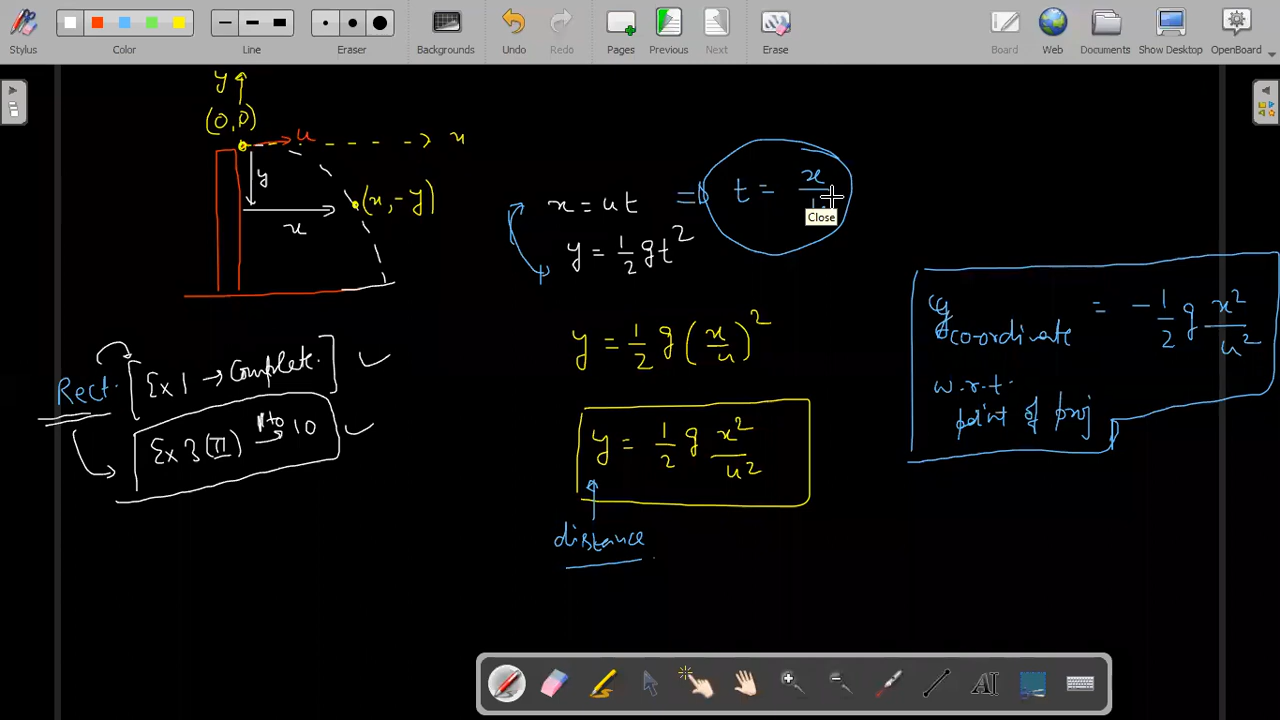 Stylus
Color
Line
Eraser
Backgrounds
Undo
Redo
Pages
Previous
Next
Erase
Board
Web
Documents
Show Desktop
OpenBoard
y
(0,0)
u
x
y
(x,-y)
x
x = ut
⇒ t = x/u
Close
y = 1/2 gt²
y = 1/2 g (x/u)²
y = 1/2 g x²/u²
distance
y co-ordinate = -1/2 g x²/u²
w.r.t.
point of proj
Rect.
Ex 1 → Complete.
Ex 3 (II) 1 to → 10